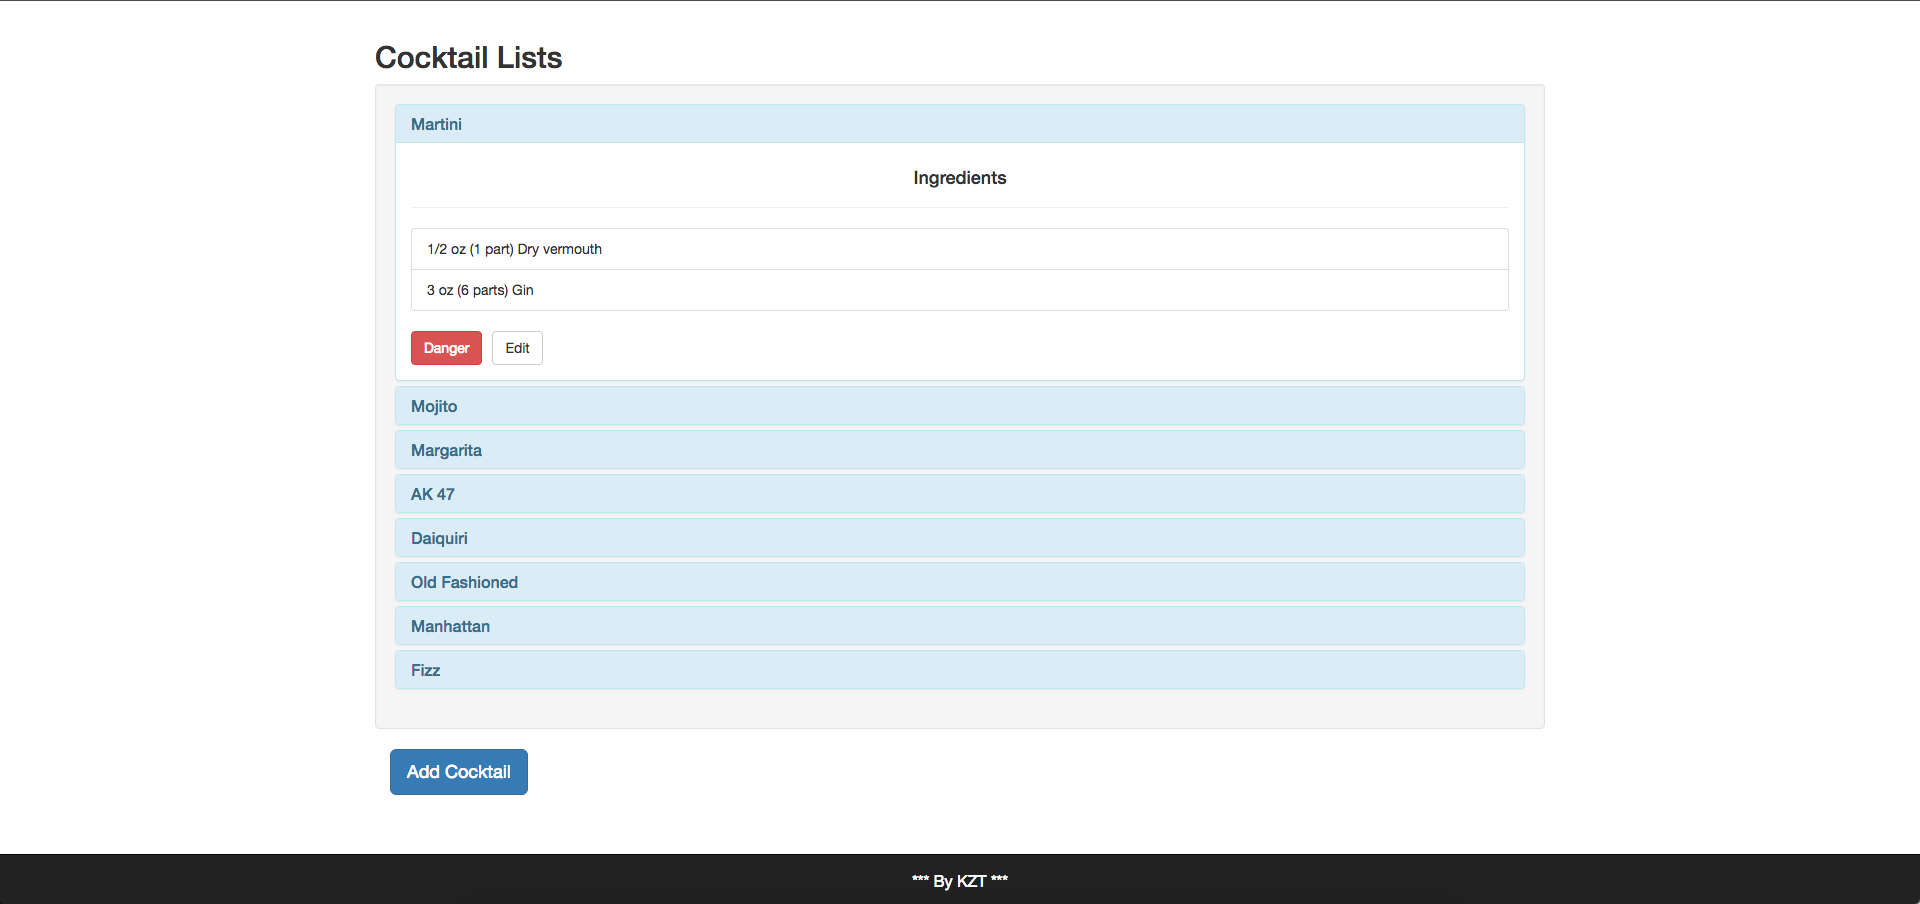 Cocktail Lists
Martini
Ingredients
1/2 oz (1 part) Dry vermouth
3 oz (6 parts) Gin
Danger Edit
Mojito
Margarita
AK 47
Daiquiri
Old Fashioned
Manhattan
Fizz
Add Cocktail
*** By KZT ***